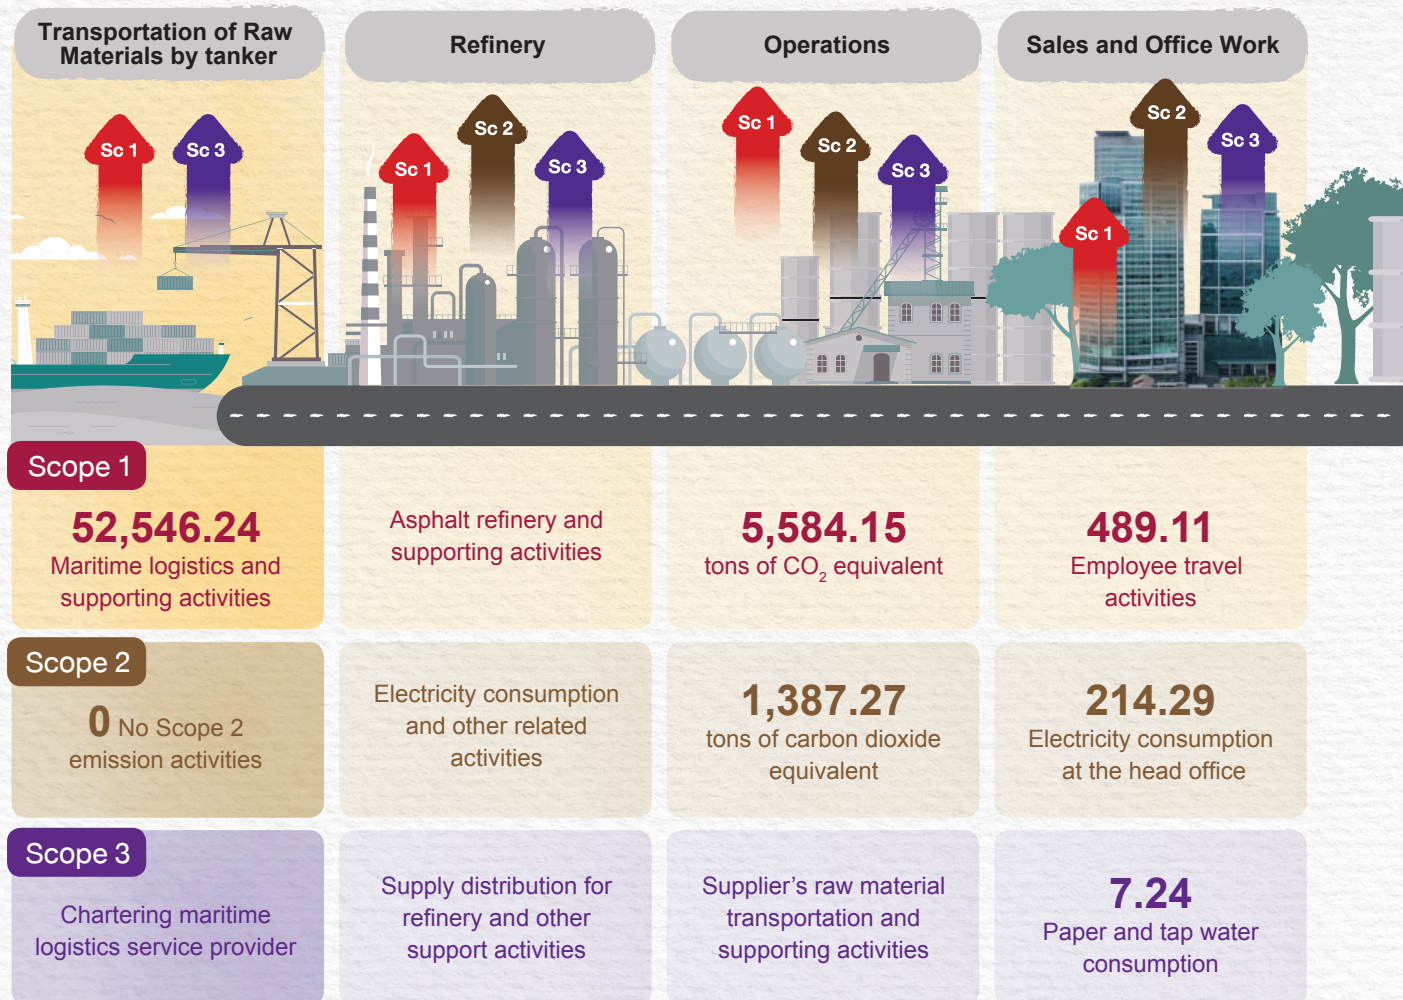 Transportation of Raw
Materials by tanker
Refinery
Operations
Sales and Office Work
Sc 1
Sc 3
Sc 1
Sc 2
Sc 3
Sc 1
Sc 2
Sc 3
Sc 1
Sc 2
Sc 3
Scope 1
52,546.24
Maritime logistics and
supporting activities
Asphalt refinery and
supporting activities
5,584.15
tons of CO₂ equivalent
489.11
Employee travel
activities
Scope 2
0 No Scope 2
emission activities
Electricity consumption
and other related
activities
1,387.27
tons of carbon dioxide
equivalent
214.29
Electricity consumption
at the head office
Scope 3
Chartering maritime
logistics service provider
Supply distribution for
refinery and other
support activities
Supplier’s raw material
transportation and
supporting activities
7.24
Paper and tap water
consumption